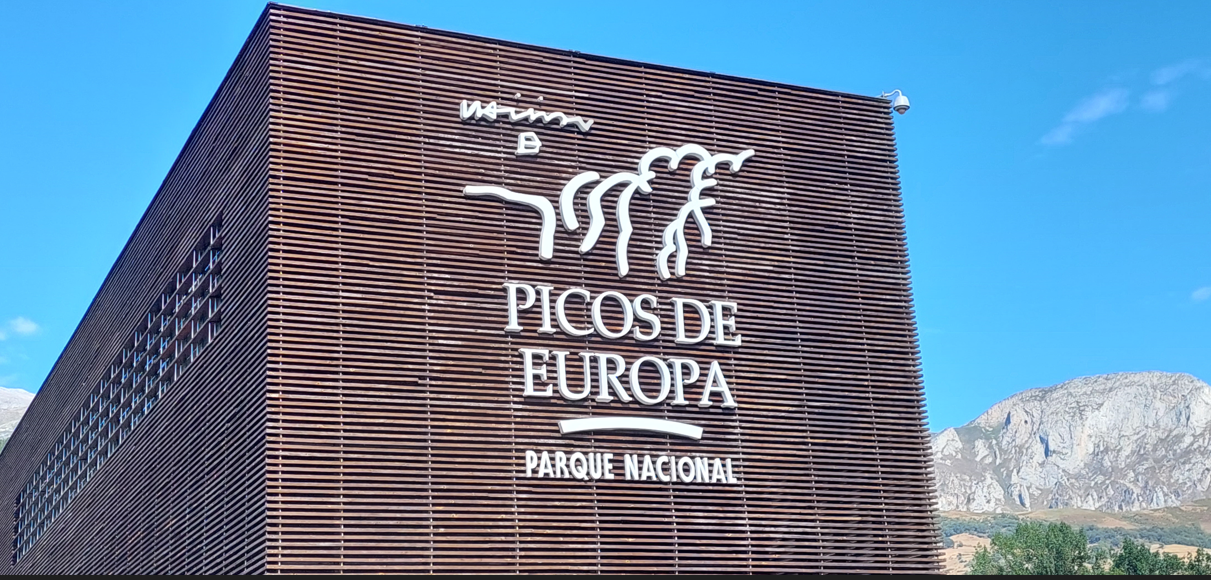 PICOS DE
EUROPA
PARQUE NACIONAL